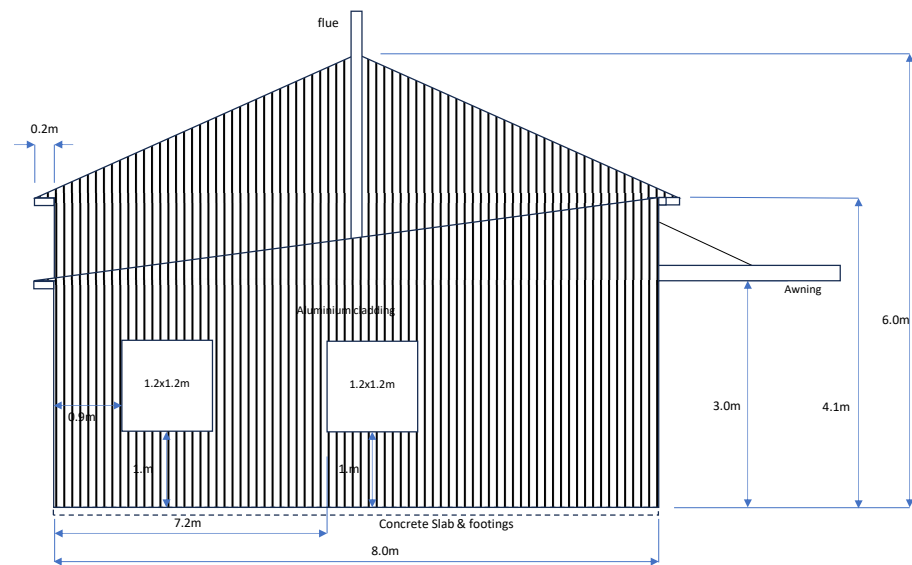 flue
0.2m
Awning
6.0m
Aluminium cladding
1.2x1.2m
1.2x1.2m
0.9m
3.0m
4.1m
1.m
1.m
7.2m
Concrete Slab & footings
8.0m